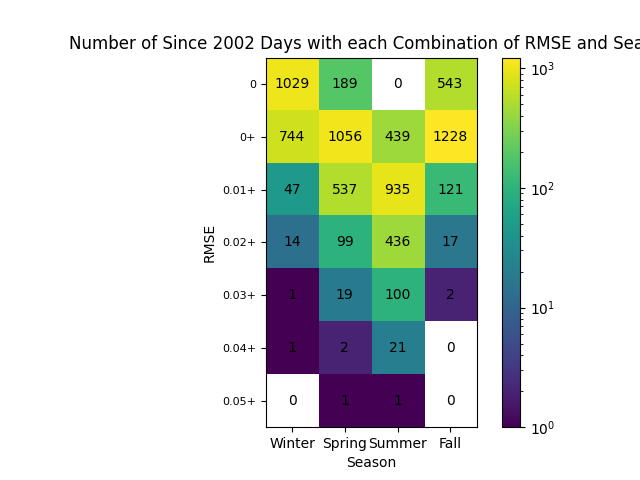 Number of Since 2002 Days with each Combination of RMSE and Sea
0 1029 189 0 543
0+ 744 1056 439 1228
0.01+ 47 537 935 121
0.02+ 14 99 436 17
0.03+ 1 19 100 2
0.04+ 1 2 21 0
0.05+ 0 1 1 0
Winter Spring Summer Fall
Season
RMSE
10³
10²
10¹
10⁰